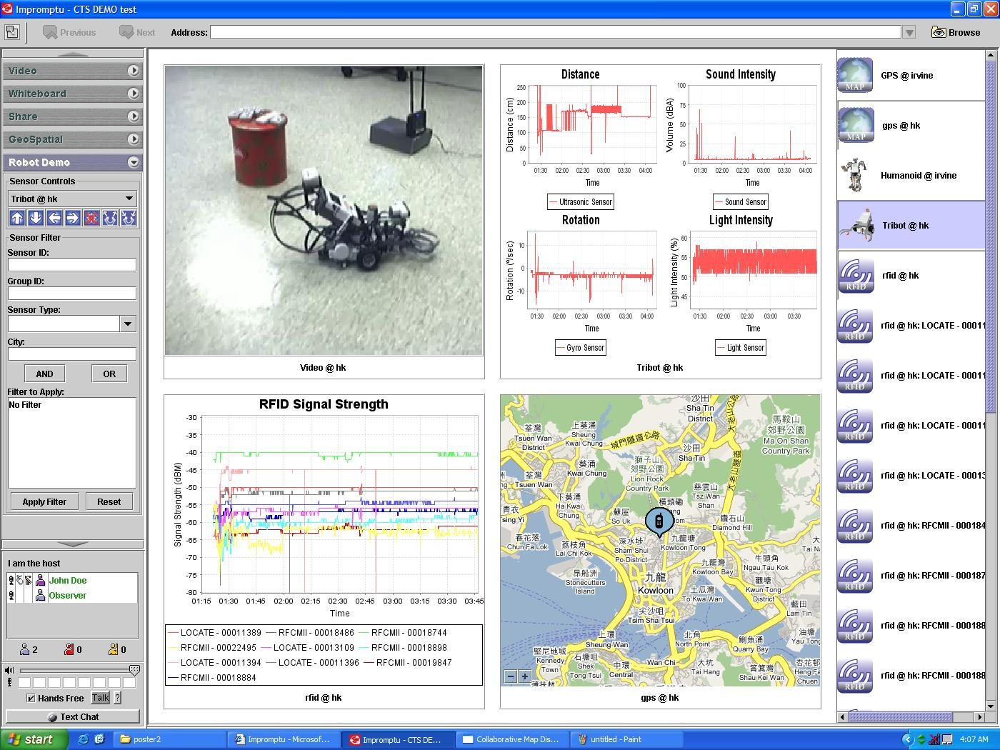 Impromptu - CTS DEMO test
Previous
Next
Address:
Browse
Video
Whiteboard
Share
GeoSpatial
Robot Demo
Sensor Controls
Tribot @ hk
Sensor Filter
Sensor ID:
Group ID:
Sensor Type:
City:
AND
OR
Filter to Apply:
No Filter
Apply Filter
Reset
I am the host
John Doe
Observer
2
0
0
Hands Free
Talk
?
Text Chat
Video @ hk
Distance
Distance (cm)
250
200
150
100
50
0
01:30 02:00 02:30 03:00 03:30 04:00
Time
Ultrasonic Sensor
Sound Intensity
Volume (dBA)
100
75
50
25
0
01:30 02:00 02:30 03:00 03:30 04:00
Time
Sound Sensor
Rotation
Rotation (º/sec)
10
0
-10
01:30 02:00 02:30 03:00 03:30 04:00
Time
Gyro Sensor
Light Intensity
Light Intensity (%)
60
55
50
45
01:30 02:00 02:30 03:00 03:30
Time
Light Sensor
Tribot @ hk
RFID Signal Strength
Signal Strength (dBM)
-30
-35
-40
-45
-50
-55
-60
-65
-70
-75
-80
01:15 01:30 01:45 02:00 02:15 02:30 02:45 03:00 03:15 03:30 03:45
Time
LOCATE - 00011389 RFCMII - 00018486 RFCMII - 00018744
RFCMII - 00022495 LOCATE - 00013109 RFCMII - 00018898
LOCATE - 00011394 LOCATE - 00011396 RFCMII - 00019847
RFCMII - 00018884
rfid @ hk
沙田
Sha Tin
District
荃灣
Tsuen Wan
District
上葵涌
Sheung
Kwai Chung
城門隧道公路
大老山公路
馬鞍山
郊野公園
Ma On Shan
Country Park
沙田
Sha Tin
大老山隧道
葵涌
Kwai Chung
獅子山
郊野公園
Lion Rock
Country Park
荃灣
Tsuen Wan
慈雲山
Tsz Wan
Shan
下葵涌
Ha Kwai
Chung
橫頭磡
青衣
Tsing Yi
蘇屋
So Uk
鑽石山
Diamond Hill
春花落
Chun Fa Lok
荔枝角
Lai Chi Kok
深水埗
Sham Shui
Po District
九龍塘
Kowloon Tong
牛頭角
Ngau Tau Kok
昂船洲
Stonecutters
Island
九龍
Kowloon
九龍灣
Kowloon Bay
觀塘
Kwun Tong
District
土瓜灣
To Kwa Wan
藍田
Lam Tin
尖沙咀
Tsim Sha Tsui
上環
Sheung Wan
北角
North Point
鰂魚涌
Quarry Bay
油塘
Yau Tong
堅尼地城
Kennedy
Town
石塘咀
Shek
Tong Tsui
中環
Central
Wan Chi
大坑
Tai Hang
筲箕灣
Shau Kei Wan
杏花邨
Heng Fa
Chuen
gps @ hk
MAP
GPS @ irvine
MAP
gps @ hk
Humanoid @ irvine
Tribot @ hk
RFID
rfid @ hk
RFID
rfid @ hk: LOCATE - 00011
RFID
rfid @ hk: LOCATE - 00011
RFID
rfid @ hk: LOCATE - 00011
RFID
rfid @ hk: LOCATE - 00013
RFID
rfid @ hk: RFCMII - 000184
RFID
rfid @ hk: RFCMII - 000187
RFID
rfid @ hk: RFCMII - 000188
RFID
rfid @ hk: RFCMII - 000188
start
poster2
Impromptu - Microsof...
Impromptu - CTS DE...
Collaborative Map Dis...
untitled - Paint
4:07 AM